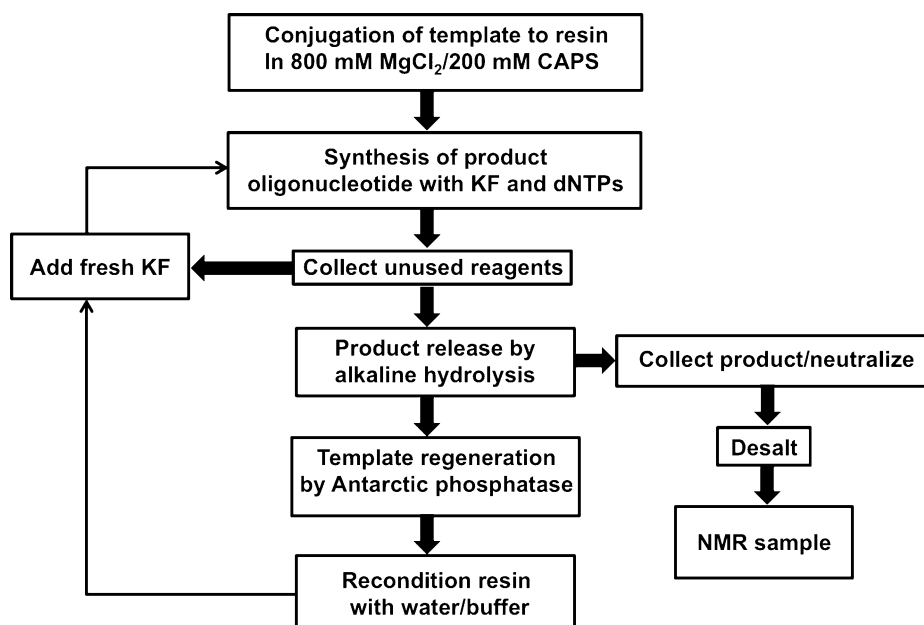 Conjugation of template to resin
In 800 mM MgCl₂/200 mM CAPS
Synthesis of product
oligonucleotide with KF and dNTPs
Add fresh KF
Collect unused reagents
Product release by
alkaline hydrolysis
Collect product/neutralize
Desalt
Template regeneration
by Antarctic phosphatase
NMR sample
Recondition resin
with water/buffer